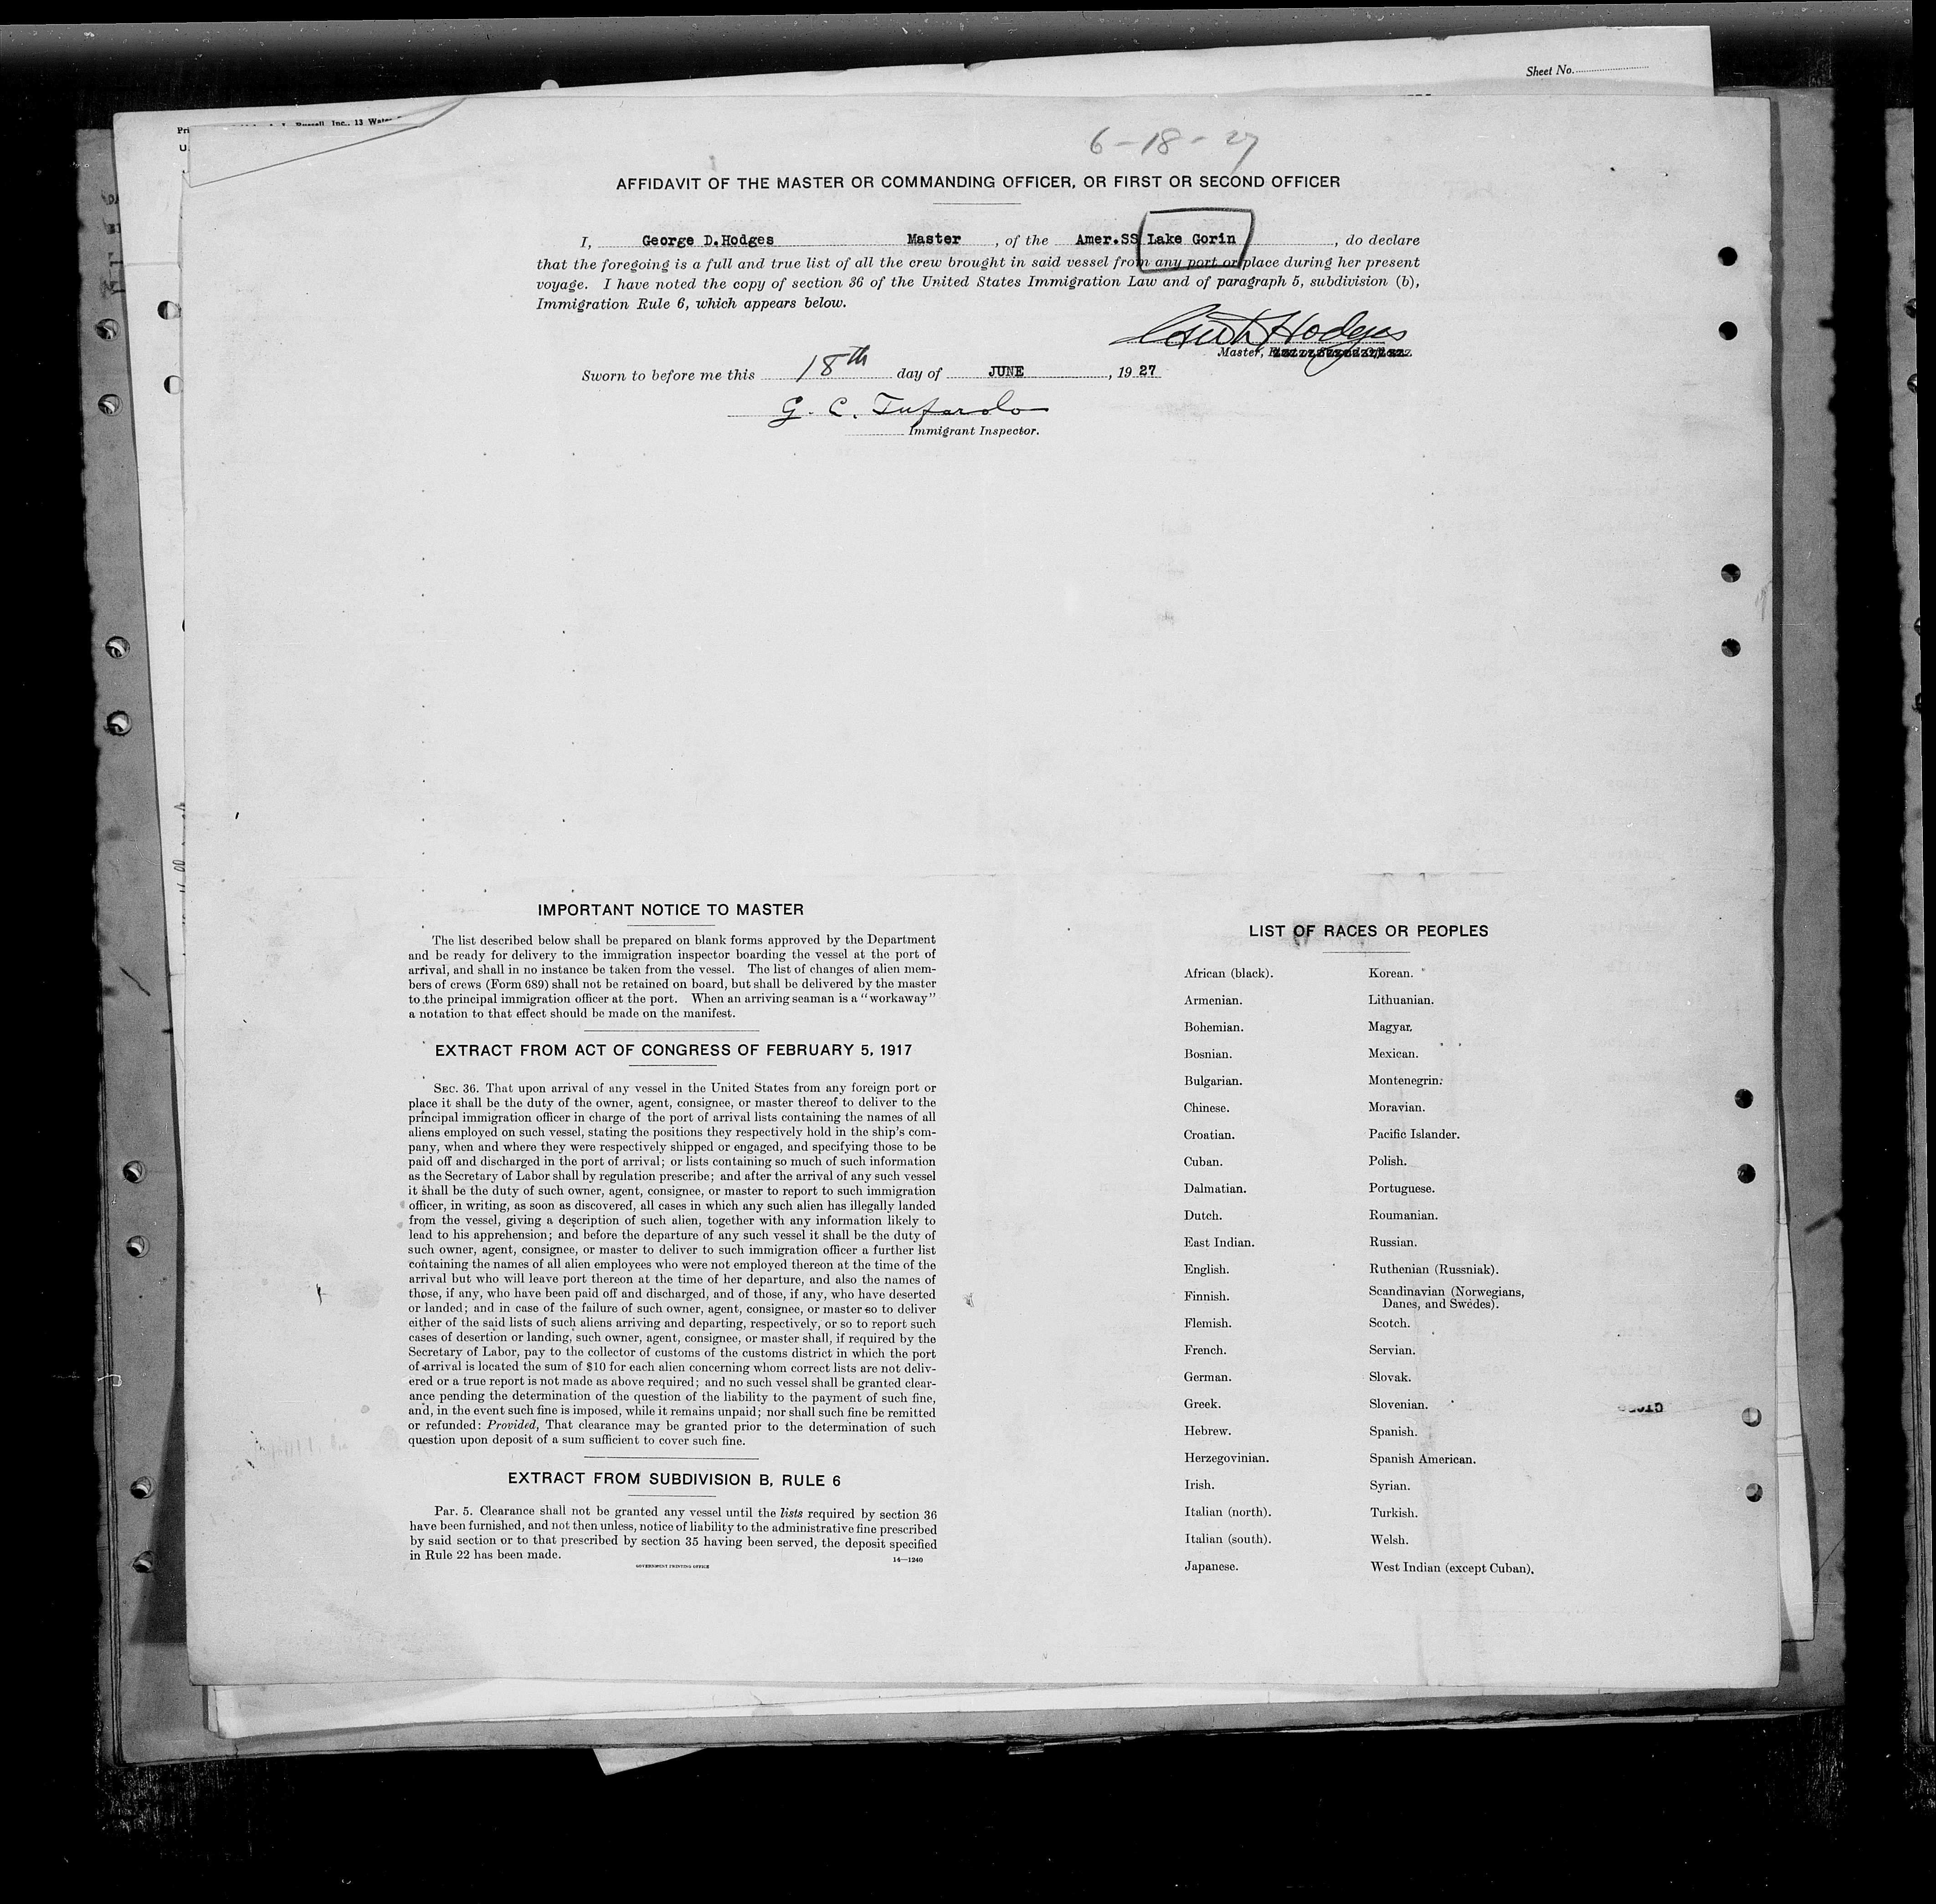 Sheet No.
6-18-27
AFFIDAVIT OF THE MASTER OR COMMANDING OFFICER, OR FIRST OR SECOND OFFICER
I, George D.Hodges Master , of the Amer.SS Lake Gorin , do declare
that the foregoing is a full and true list of all the crew brought in said vessel from any port or place during her present
voyage. I have noted the copy of section 36 of the United States Immigration Law and of paragraph 5, subdivision (b),
Immigration Rule 6, which appears below.
Hodges
Master,
Sworn to before me this 18th day of JUNE , 19 27
G. C. Tufarolo
Immigrant Inspector.
IMPORTANT NOTICE TO MASTER
The list described below shall be prepared on blank forms approved by the Department
and be ready for delivery to the immigration inspector boarding the vessel at the port of
arrival, and shall in no instance be taken from the vessel. The list of changes of alien mem-
bers of crews (Form 689) shall not be retained on board, but shall be delivered by the master
to the principal immigration officer at the port. When an arriving seaman is a "workaway"
a notation to that effect should be made on the manifest.
EXTRACT FROM ACT OF CONGRESS OF FEBRUARY 5, 1917
SEC. 36. That upon arrival of any vessel in the United States from any foreign port or
place it shall be the duty of the owner, agent, consignee, or master thereof to deliver to the
principal immigration officer in charge of the port of arrival lists containing the names of all
aliens employed on such vessel, stating the positions they respectively hold in the ship's com-
pany, when and where they were respectively shipped or engaged, and specifying those to be
paid off and discharged in the port of arrival; or lists containing so much of such information
as the Secretary of Labor shall by regulation prescribe; and after the arrival of any such vessel
it shall be the duty of such owner, agent, consignee, or master to report to such immigration
officer, in writing, as soon as discovered, all cases in which any such alien has illegally landed
from the vessel, giving a description of such alien, together with any information likely to
lead to his apprehension; and before the departure of any such vessel it shall be the duty of
such owner, agent, consignee, or master to deliver to such immigration officer a further list
containing the names of all alien employees who were not employed thereon at the time of the
arrival but who will leave port thereon at the time of her departure, and also the names of
those, if any, who have been paid off and discharged, and of those, if any, who have deserted
or landed; and in case of the failure of such owner, agent, consignee, or master so to deliver
either of the said lists of such aliens arriving and departing, respectively, or so to report such
cases of desertion or landing, such owner, agent, consignee, or master shall, if required by the
Secretary of Labor, pay to the collector of customs of the customs district in which the port
of arrival is located the sum of $10 for each alien concerning whom correct lists are not deliv-
ered or a true report is not made as above required; and no such vessel shall be granted clear-
ance pending the determination of the question of the liability to the payment of such fine,
and, in the event such fine is imposed, while it remains unpaid; nor shall such fine be remitted
or refunded: Provided, That clearance may be granted prior to the determination of such
question upon deposit of a sum sufficient to cover such fine.
EXTRACT FROM SUBDIVISION B, RULE 6
Par. 5. Clearance shall not be granted any vessel until the lists required by section 36
have been furnished, and not then unless, notice of liability to the administrative fine prescribed
by said section or to that prescribed by section 35 having been served, the deposit specified
in Rule 22 has been made.
GOVERNMENT PRINTING OFFICE 14—1240
LIST OF RACES OR PEOPLES
African (black). Korean.
Armenian. Lithuanian.
Bohemian. Magyar.
Bosnian. Mexican.
Bulgarian. Montenegrin.
Chinese. Moravian.
Croatian. Pacific Islander.
Cuban. Polish.
Dalmatian. Portuguese.
Dutch. Roumanian.
East Indian. Russian.
English. Ruthenian (Russniak).
Finnish. Scandinavian (Norwegians,
Danes, and Swedes).
Flemish. Scotch.
French. Servian.
German. Slovak.
Greek. Slovenian.
Hebrew. Spanish.
Herzegovinian. Spanish American.
Irish. Syrian.
Italian (north). Turkish.
Italian (south). Welsh.
Japanese. West Indian (except Cuban).